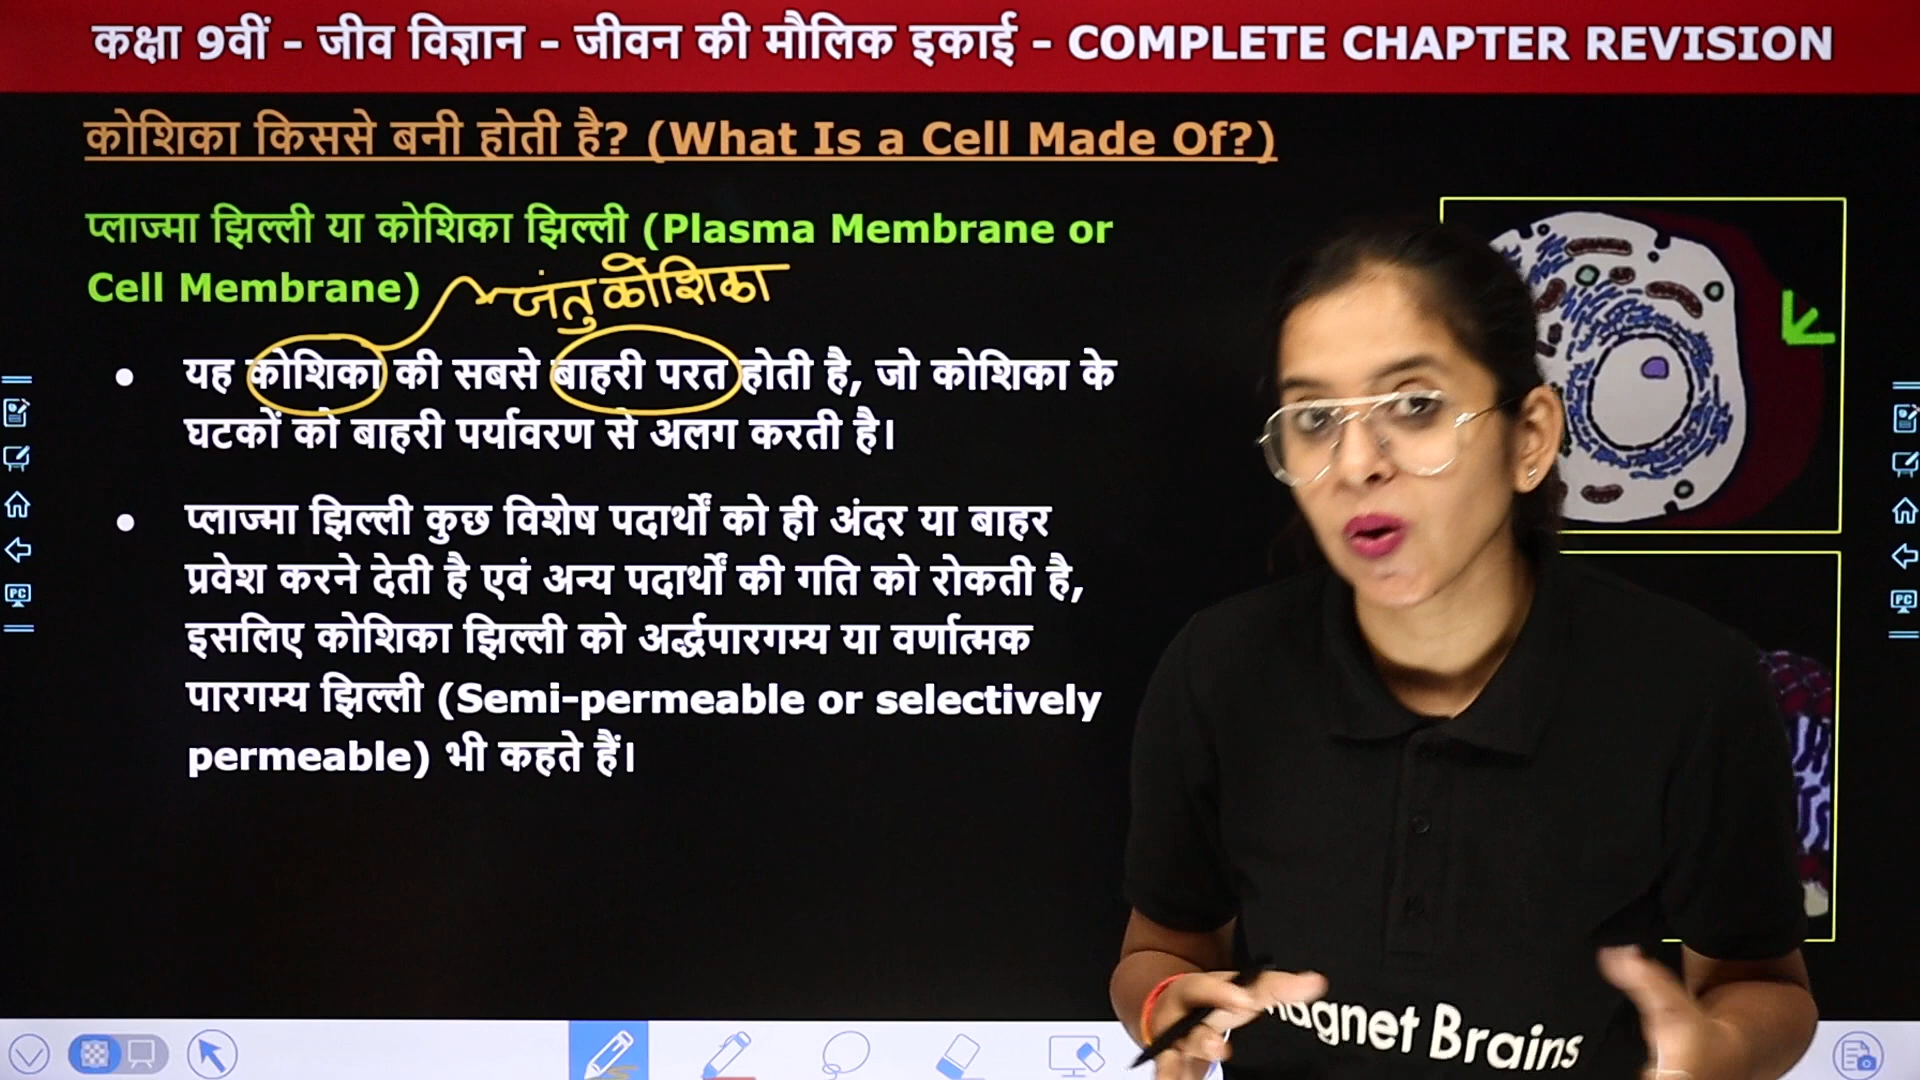 कक्षा 9वीं – जीव विज्ञान – जीवन की मौलिक इकाई – COMPLETE CHAPTER REVISION
कोशिका किससे बनी होती है? (What Is a Cell Made Of?)
प्लाज्मा झिल्ली या कोशिका झिल्ली (Plasma Membrane or
Cell Membrane)
जंतु कोशिका
• यह कोशिका की सबसे बाहरी परत होती है, जो कोशिका के
घटकों को बाहरी पर्यावरण से अलग करती है।
• प्लाज्मा झिल्ली कुछ विशेष पदार्थों को ही अंदर या बाहर
प्रवेश करने देती है एवं अन्य पदार्थों की गति को रोकती है,
इसलिए कोशिका झिल्ली को अर्द्धपारगम्य या वर्णात्मक
पारगम्य झिल्ली (Semi-permeable or selectively
permeable) भी कहते हैं।
PC
PC
Brains